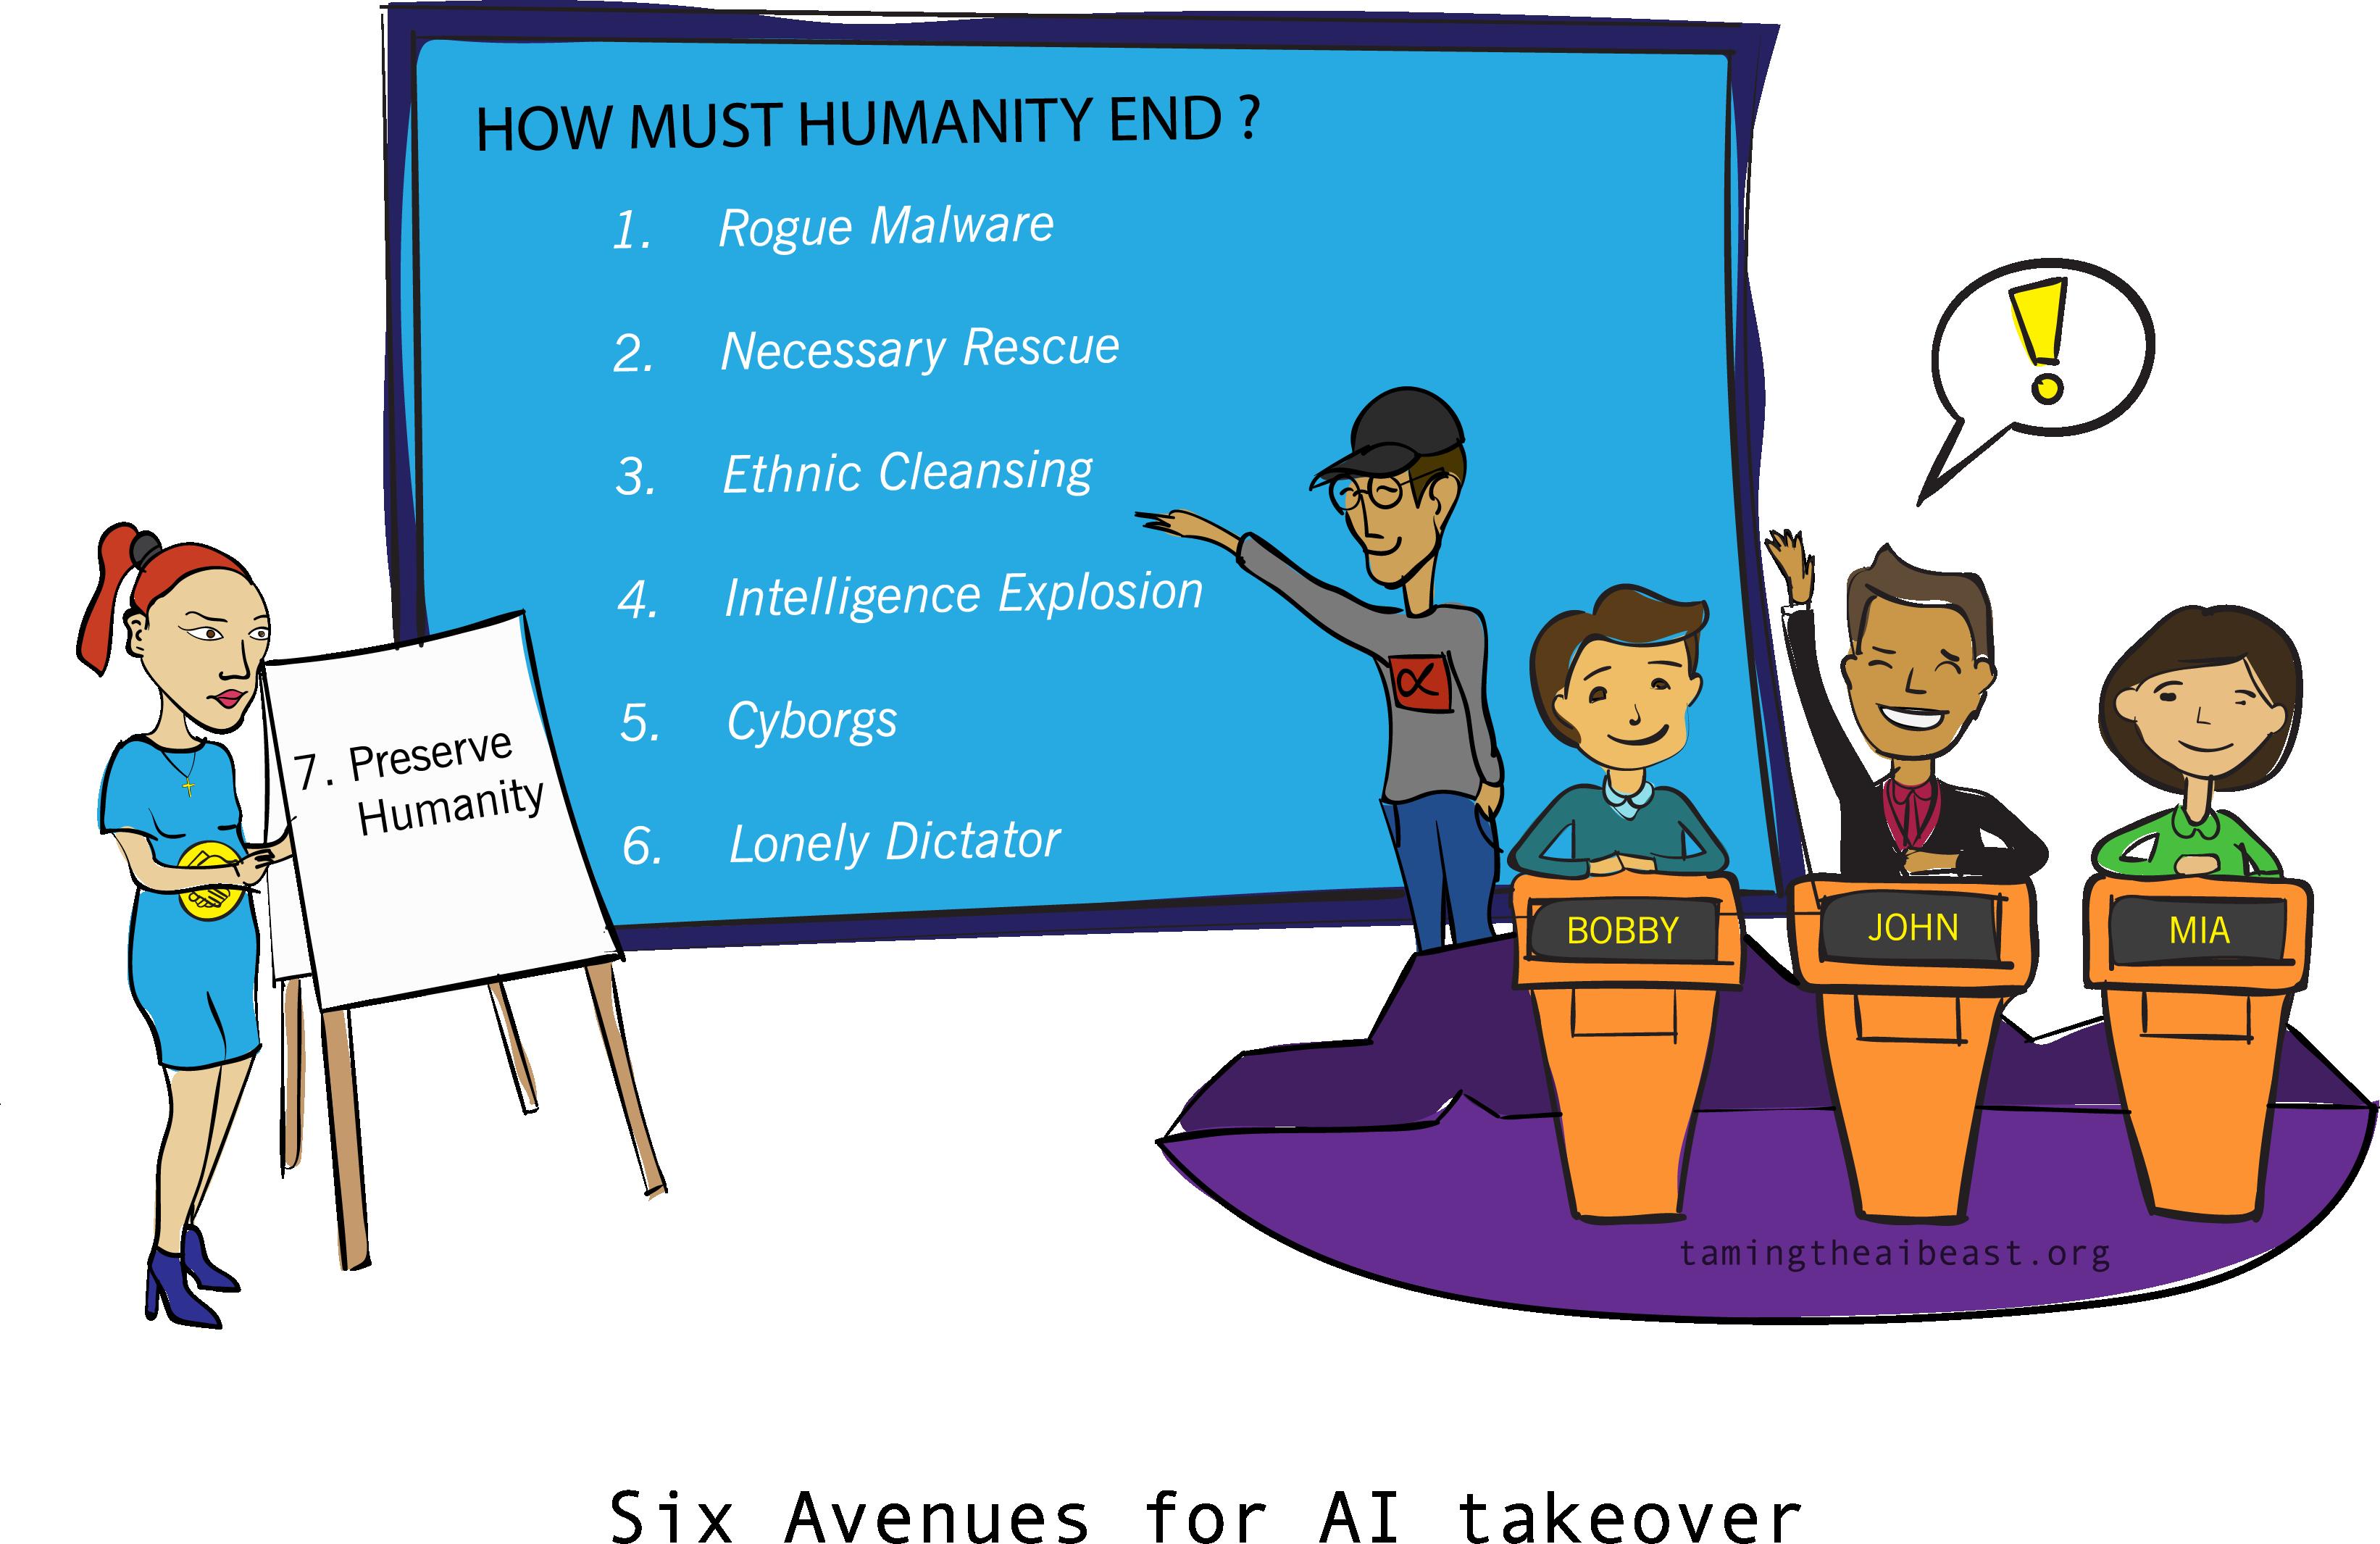 HOW MUST HUMANITY END ?
1. Rogue Malware
2. Necessary Rescue
3. Ethnic Cleansing
4. Intelligence Explosion
5. Cyborgs
6. Lonely Dictator
7. Preserve
Humanity
!
α
BOBBY
JOHN
MIA
tamingtheaibeast.org
Six Avenues for AI takeover